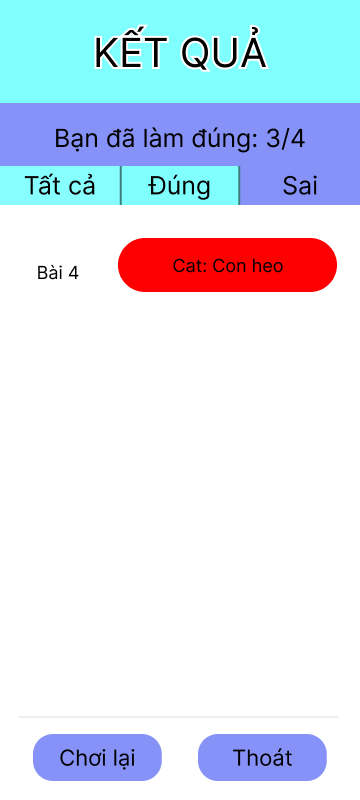 KẾT QUẢ
Bạn đã làm đúng: 3/4
Tất cả Đúng Sai
Bài 4 Cat: Con heo
Chơi lại Thoát